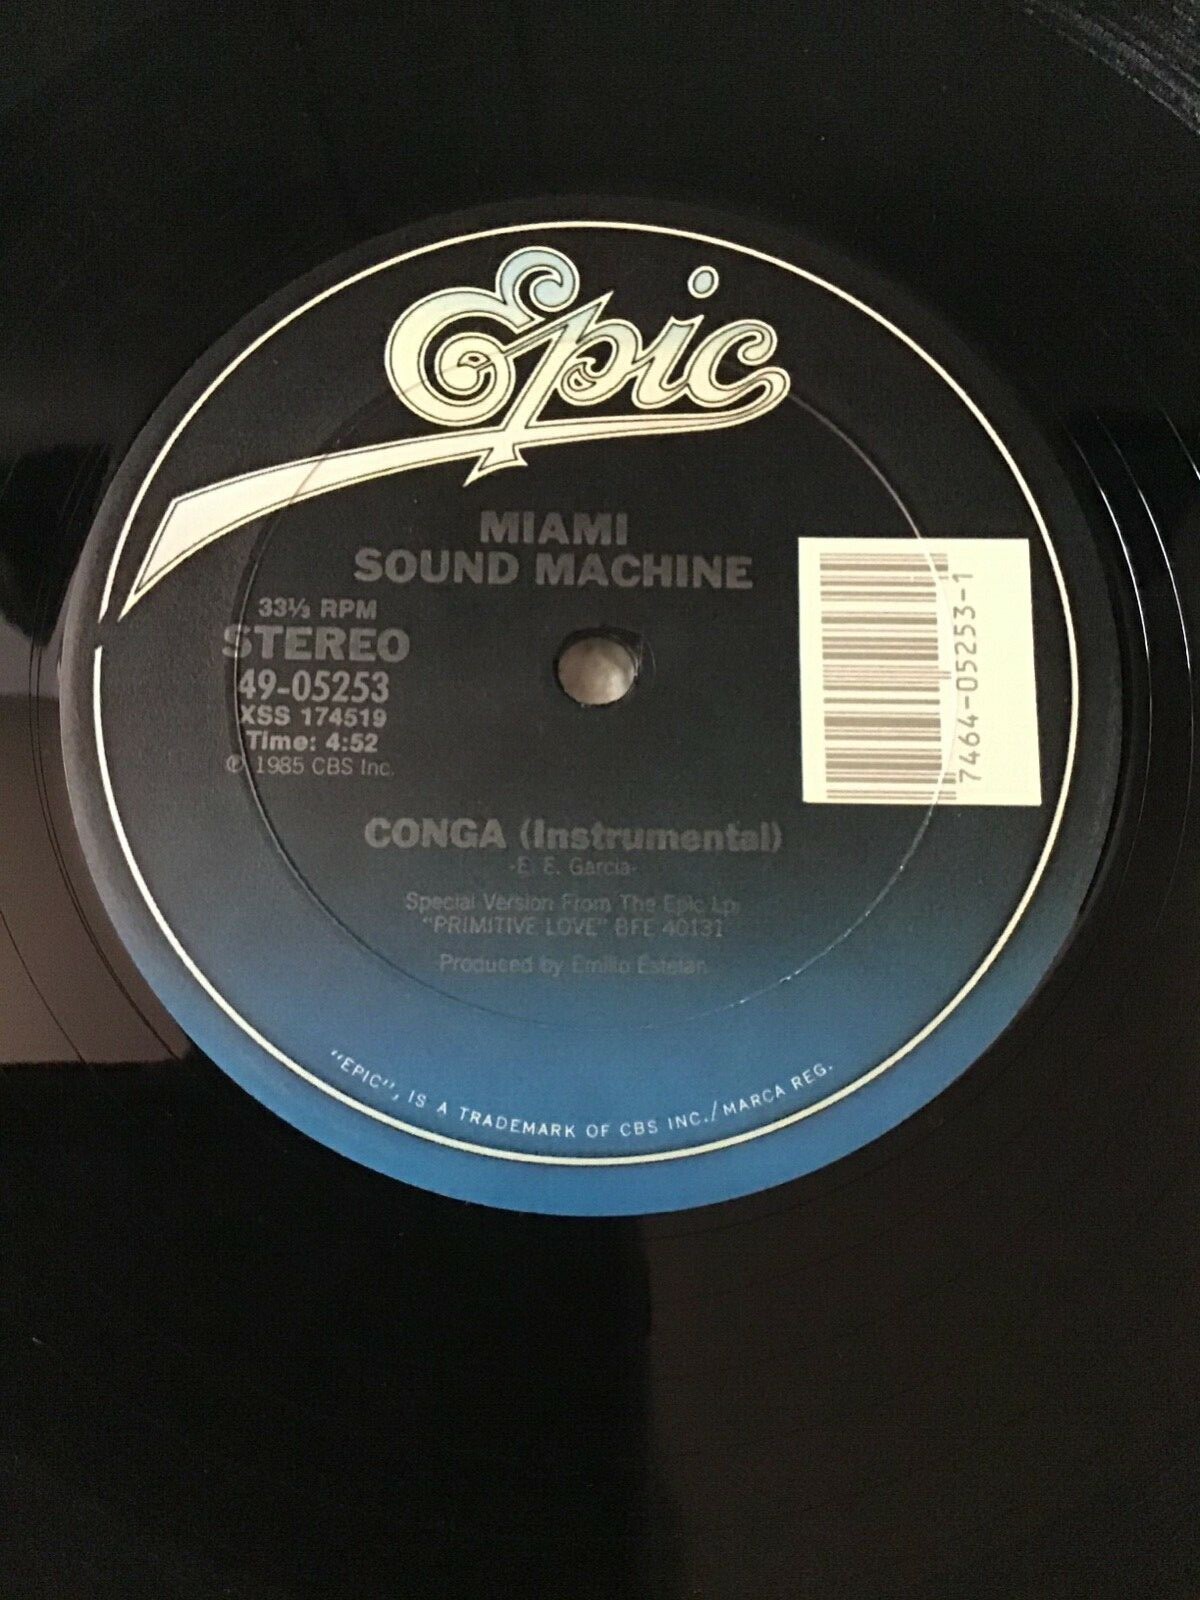 Epic
MIAMI
SOUND MACHINE
33⅓ RPM
STEREO
49-05253
XSS 174519
Time: 4:52
℗ 1985 CBS Inc.
7464-05253-1
CONGA (Instrumental)
-E. E. Garcia-
Special Version From The Epic Lp:
"PRIMITIVE LOVE" BFE 40131
Produced by Emilio Estefan
"EPIC", IS A TRADEMARK OF CBS INC./MARCA REG.